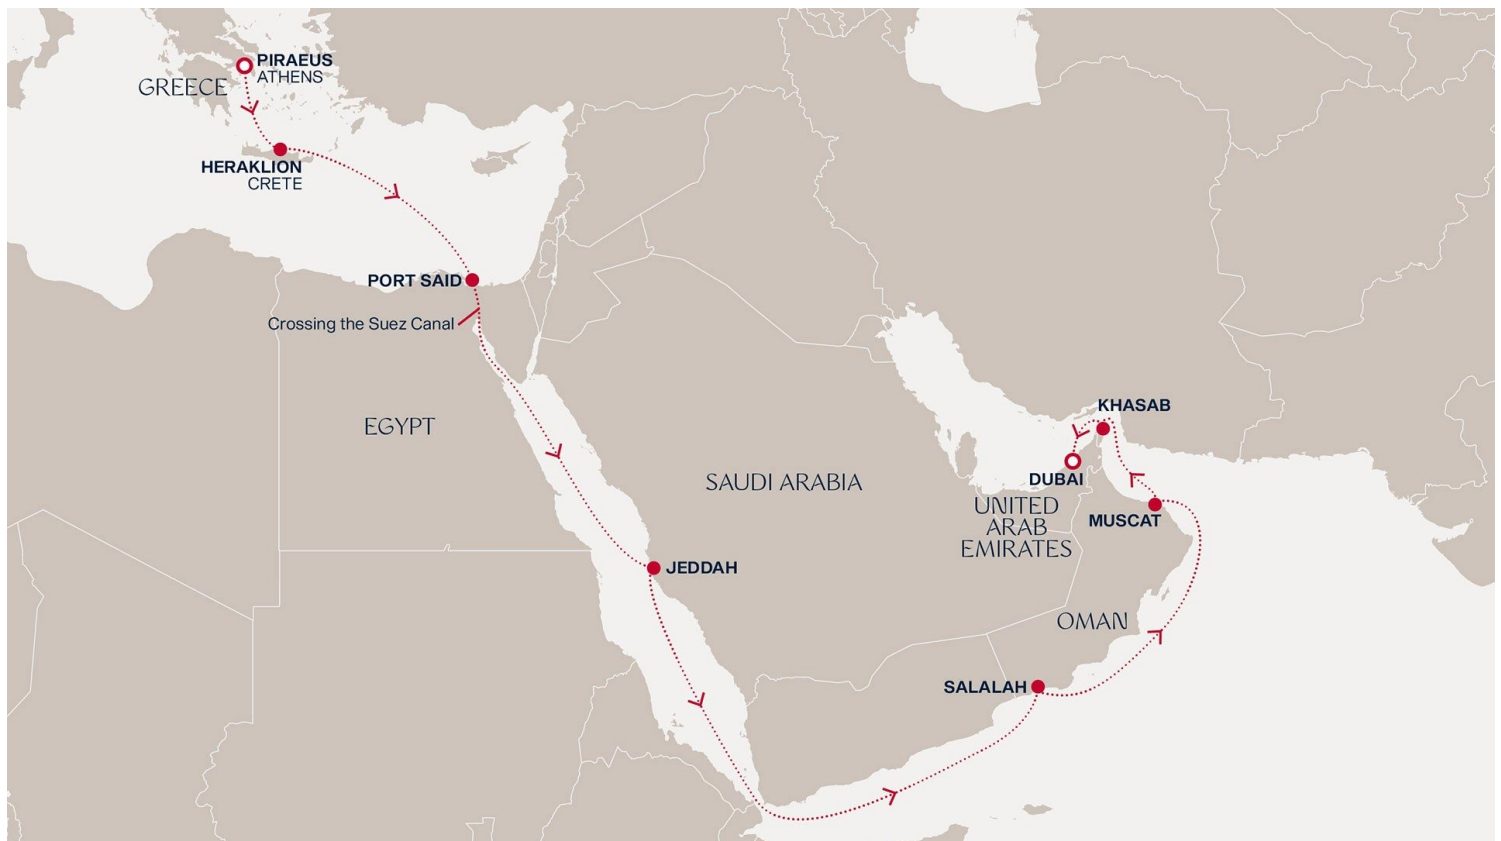 PIRAEUS
ATHENS
GREECE
HERAKLION
CRETE
PORT SAID
Crossing the Suez Canal
EGYPT
SAUDI ARABIA
KHASAB
DUBAI
UNITED
ARAB
EMIRATES
MUSCAT
JEDDAH
OMAN
SALALAH